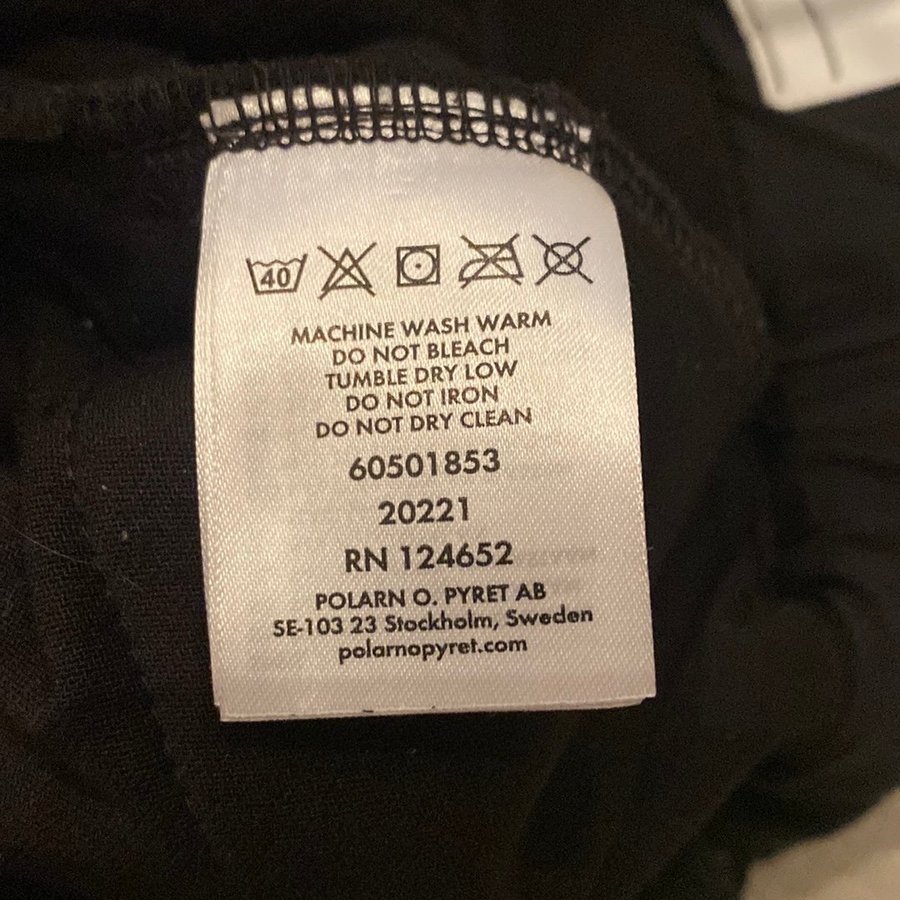 40
MACHINE WASH WARM
DO NOT BLEACH
TUMBLE DRY LOW
DO NOT IRON
DO NOT DRY CLEAN
60501853
20221
RN 124652
POLARN O. PYRET AB
SE-103 23 Stockholm, Sweden
polarnopyret.com